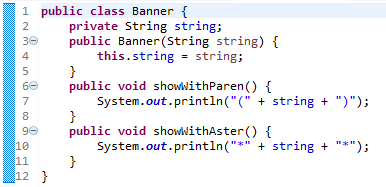 1 public class Banner {
2     private String string;
3     public Banner(String string) {
4         this.string = string;
5     }
6     public void showWithParen() {
7         System.out.println("(" + string + ")");
8     }
9     public void showWithAster() {
10         System.out.println("*" + string + "*");
11     }
12 }